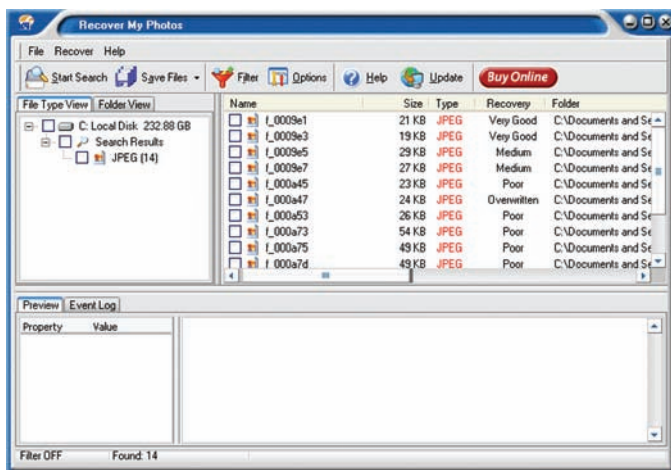 Recover My Photos
File Recover Help
Start Search Save Files Filter Options Help Update Buy Online
File Type View Folder View
C: Local Disk 232.88 GB
Search Results
JPEG (14)
Name Size Type Recovery Folder
f_0009e1 21 KB JPEG Very Good C:\Documents and Se
f_0009e3 19 KB JPEG Very Good C:\Documents and Se
f_0009e5 29 KB JPEG Medium C:\Documents and Se
f_0009e7 27 KB JPEG Medium C:\Documents and Se
f_000a45 23 KB JPEG Poor C:\Documents and Se
f_000a47 24 KB JPEG Overwritten C:\Documents and Se
f_000a53 26 KB JPEG Poor C:\Documents and Se
f_000a73 54 KB JPEG Poor C:\Documents and Se
f_000a75 49 KB JPEG Poor C:\Documents and Se
f_000a7d 49 KB JPEG Poor C:\Documents and Se
Preview Event Log
Property Value
Filter OFF Found: 14